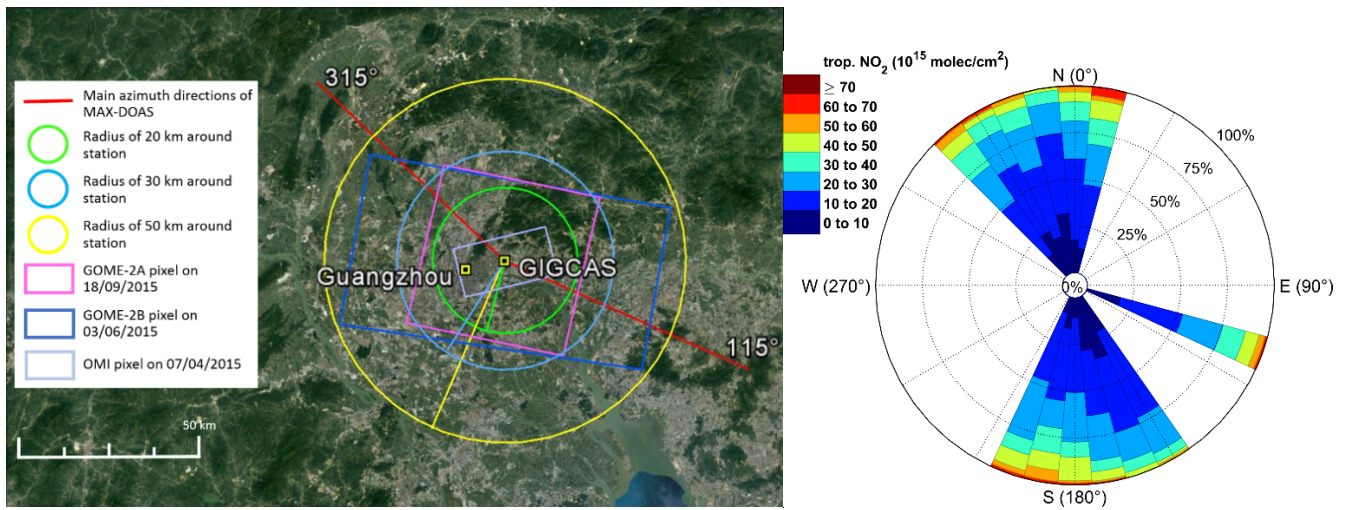 315°
Main azimuth directions of
MAX-DOAS
Radius of 20 km around
station
Radius of 30 km around
station
Radius of 50 km around
station
GOME-2A pixel on
18/09/2015
GOME-2B pixel on
03/06/2015
OMI pixel on 07/04/2015
Guangzhou
GIGCAS
115°
50 km
trop. NO2 (10^15 molec/cm^2)
≥ 70
60 to 70
50 to 60
40 to 50
30 to 40
20 to 30
10 to 20
0 to 10
N (0°)
100%
75%
50%
25%
0%
W (270°)
E (90°)
S (180°)